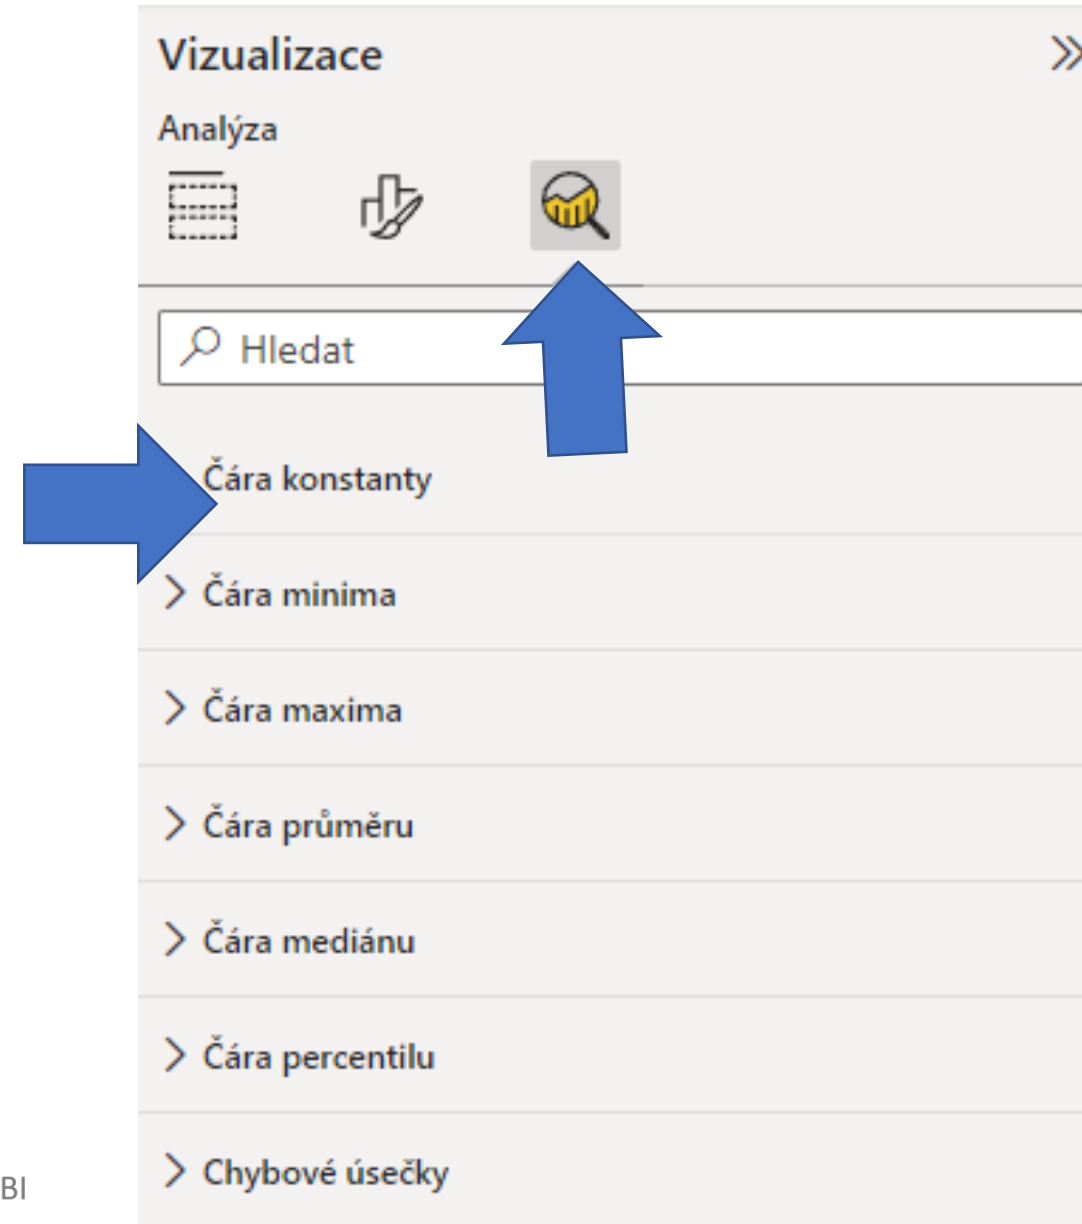 Vizualizace
Analýza
Hledat
Čára konstanty
Čára minima
Čára maxima
Čára průměru
Čára mediánu
Čára percentilu
Chybové úsečky
BI